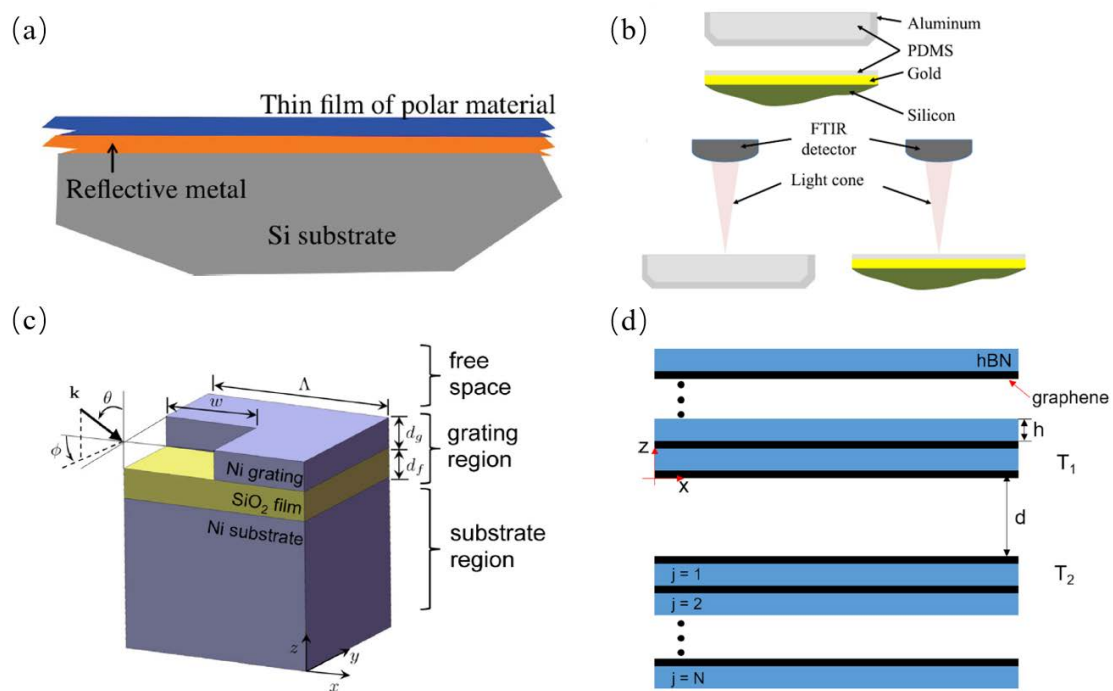 (a)
Thin film of polar material
Reflective metal
Si substrate
(b)
Aluminum
PDMS
Gold
Silicon
FTIR
detector
Light cone
(c)
k
θ
ϕ
Λ
w
d_g
d_f
Ni grating
SiO₂ film
Ni substrate
free
space
grating
region
substrate
region
z
y
x
(d)
hBN
graphene
h
z
x
T₁
d
T₂
j = 1
j = 2
j = N